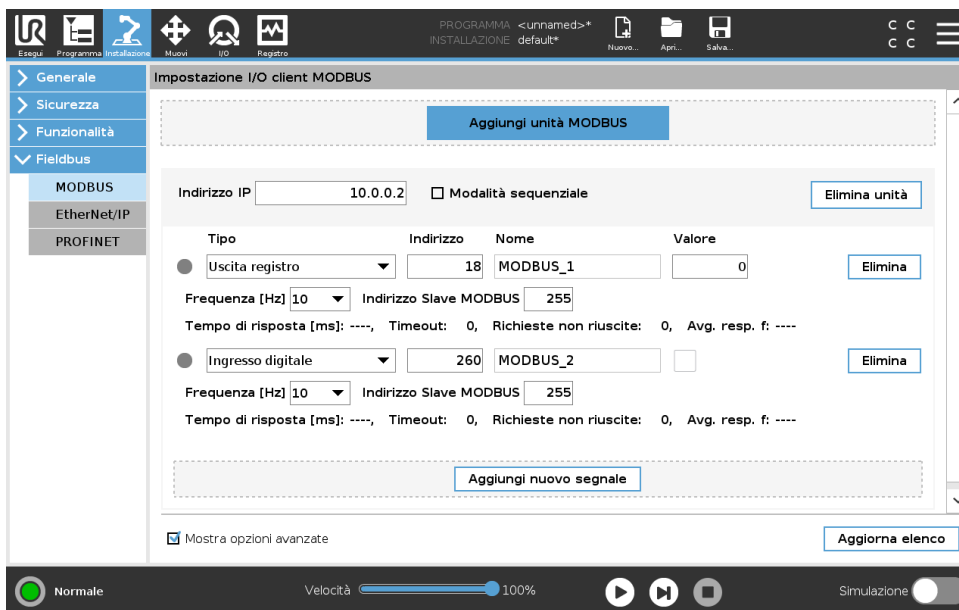 PROGRAMMA <unnamed>*
INSTALLAZIONE default*
Esegui Programma Installazione Muovi I/O Registro Nuovo... Apri... Salva...
C C
C C
Generale
Sicurezza
Funzionalità
Fieldbus
MODBUS
EtherNet/IP
PROFINET
Impostazione I/O client MODBUS
Aggiungi unità MODBUS
Indirizzo IP 10.0.0.2 Modalità sequenziale Elimina unità
Tipo Indirizzo Nome Valore
Uscita registro 18 MODBUS_1 0 Elimina
Frequenza [Hz] 10 Indirizzo Slave MODBUS 255
Tempo di risposta [ms]: ----, Timeout: 0, Richieste non riuscite: 0, Avg. resp. f: ----
Ingresso digitale 260 MODBUS_2 Elimina
Frequenza [Hz] 10 Indirizzo Slave MODBUS 255
Tempo di risposta [ms]: ----, Timeout: 0, Richieste non riuscite: 0, Avg. resp. f: ----
Aggiungi nuovo segnale
Mostra opzioni avanzate Aggiorna elenco
Normale Velocità 100% Simulazione